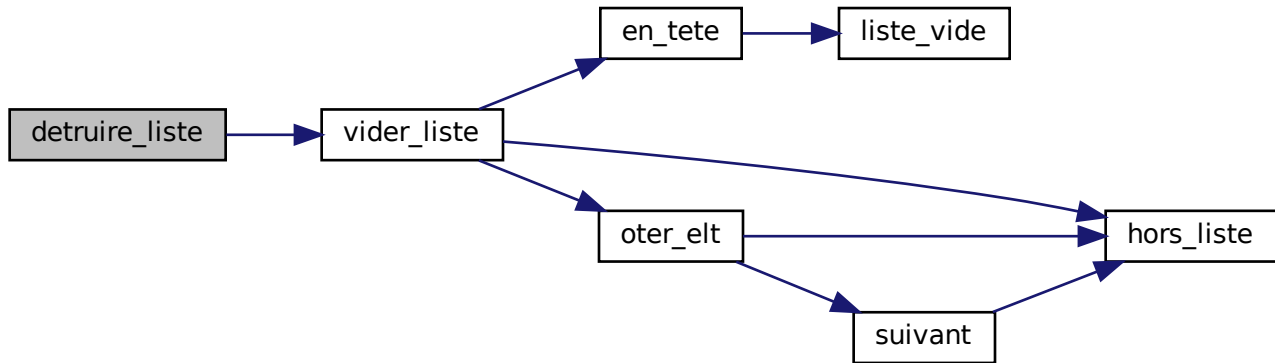 en_tete
liste_vide
detruire_liste
vider_liste
oter_elt
hors_liste
suivant